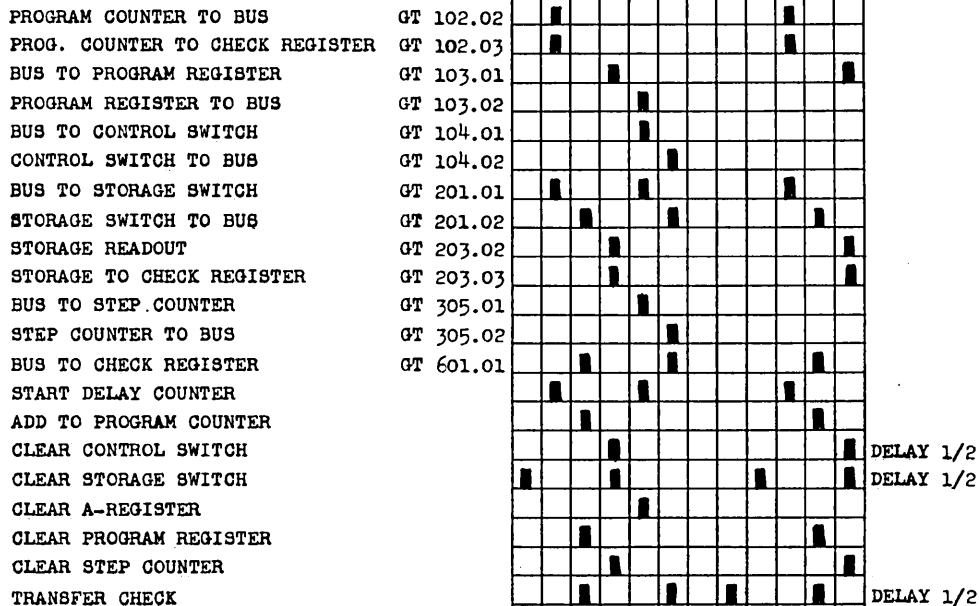 PROGRAM COUNTER TO BUS GT 102.02
PROG. COUNTER TO CHECK REGISTER GT 102.03
BUS TO PROGRAM REGISTER GT 103.01
PROGRAM REGISTER TO BUS GT 103.02
BUS TO CONTROL SWITCH GT 104.01
CONTROL SWITCH TO BUS GT 104.02
BUS TO STORAGE SWITCH GT 201.01
STORAGE SWITCH TO BUS GT 201.02
STORAGE READOUT GT 203.02
STORAGE TO CHECK REGISTER GT 203.03
BUS TO STEP COUNTER GT 305.01
STEP COUNTER TO BUS GT 305.02
BUS TO CHECK REGISTER GT 601.01
START DELAY COUNTER
ADD TO PROGRAM COUNTER
CLEAR CONTROL SWITCH DELAY 1/2
CLEAR STORAGE SWITCH DELAY 1/2
CLEAR A-REGISTER
CLEAR PROGRAM REGISTER
CLEAR STEP COUNTER
TRANSFER CHECK DELAY 1/2